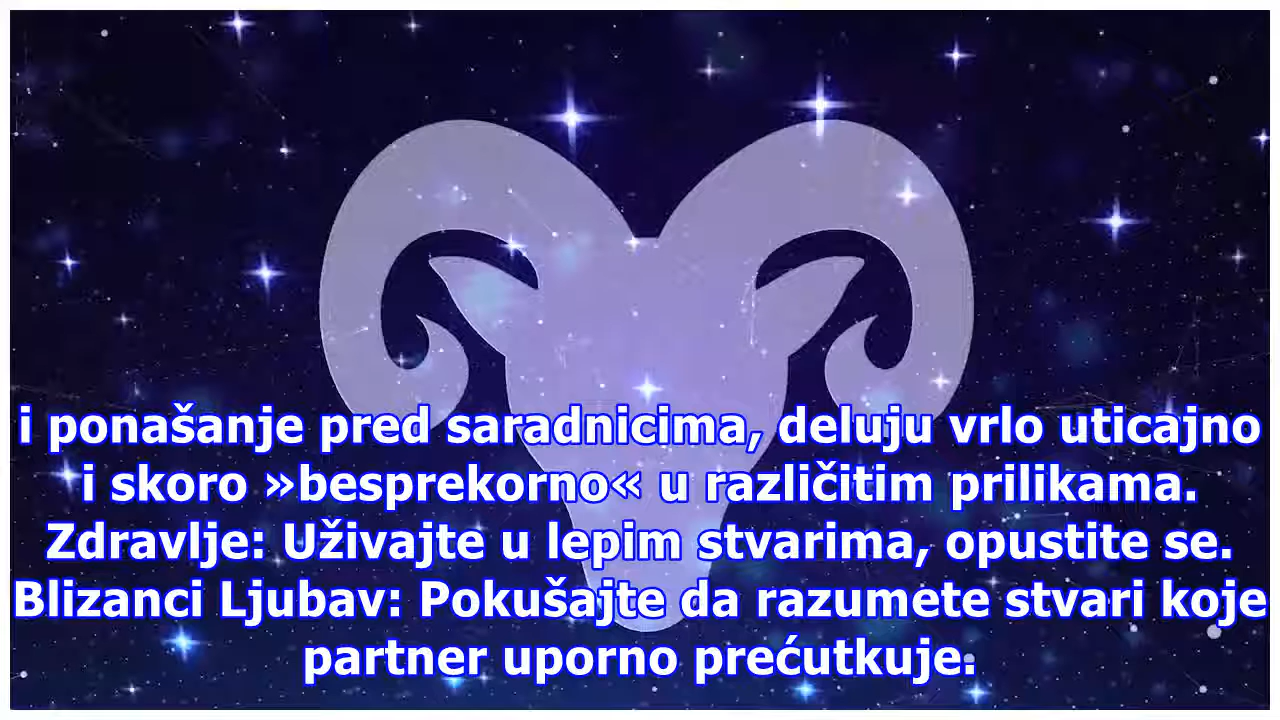 i ponašanje pred saradnicima, deluju vrlo uticajno
i skoro »besprekorno« u različitim prilikama.
Zdravlje: Uživajte u lepim stvarima, opustite se.
Blizanci Ljubav: Pokušajte da razumete stvari koje
partner uporno prećutkuje.